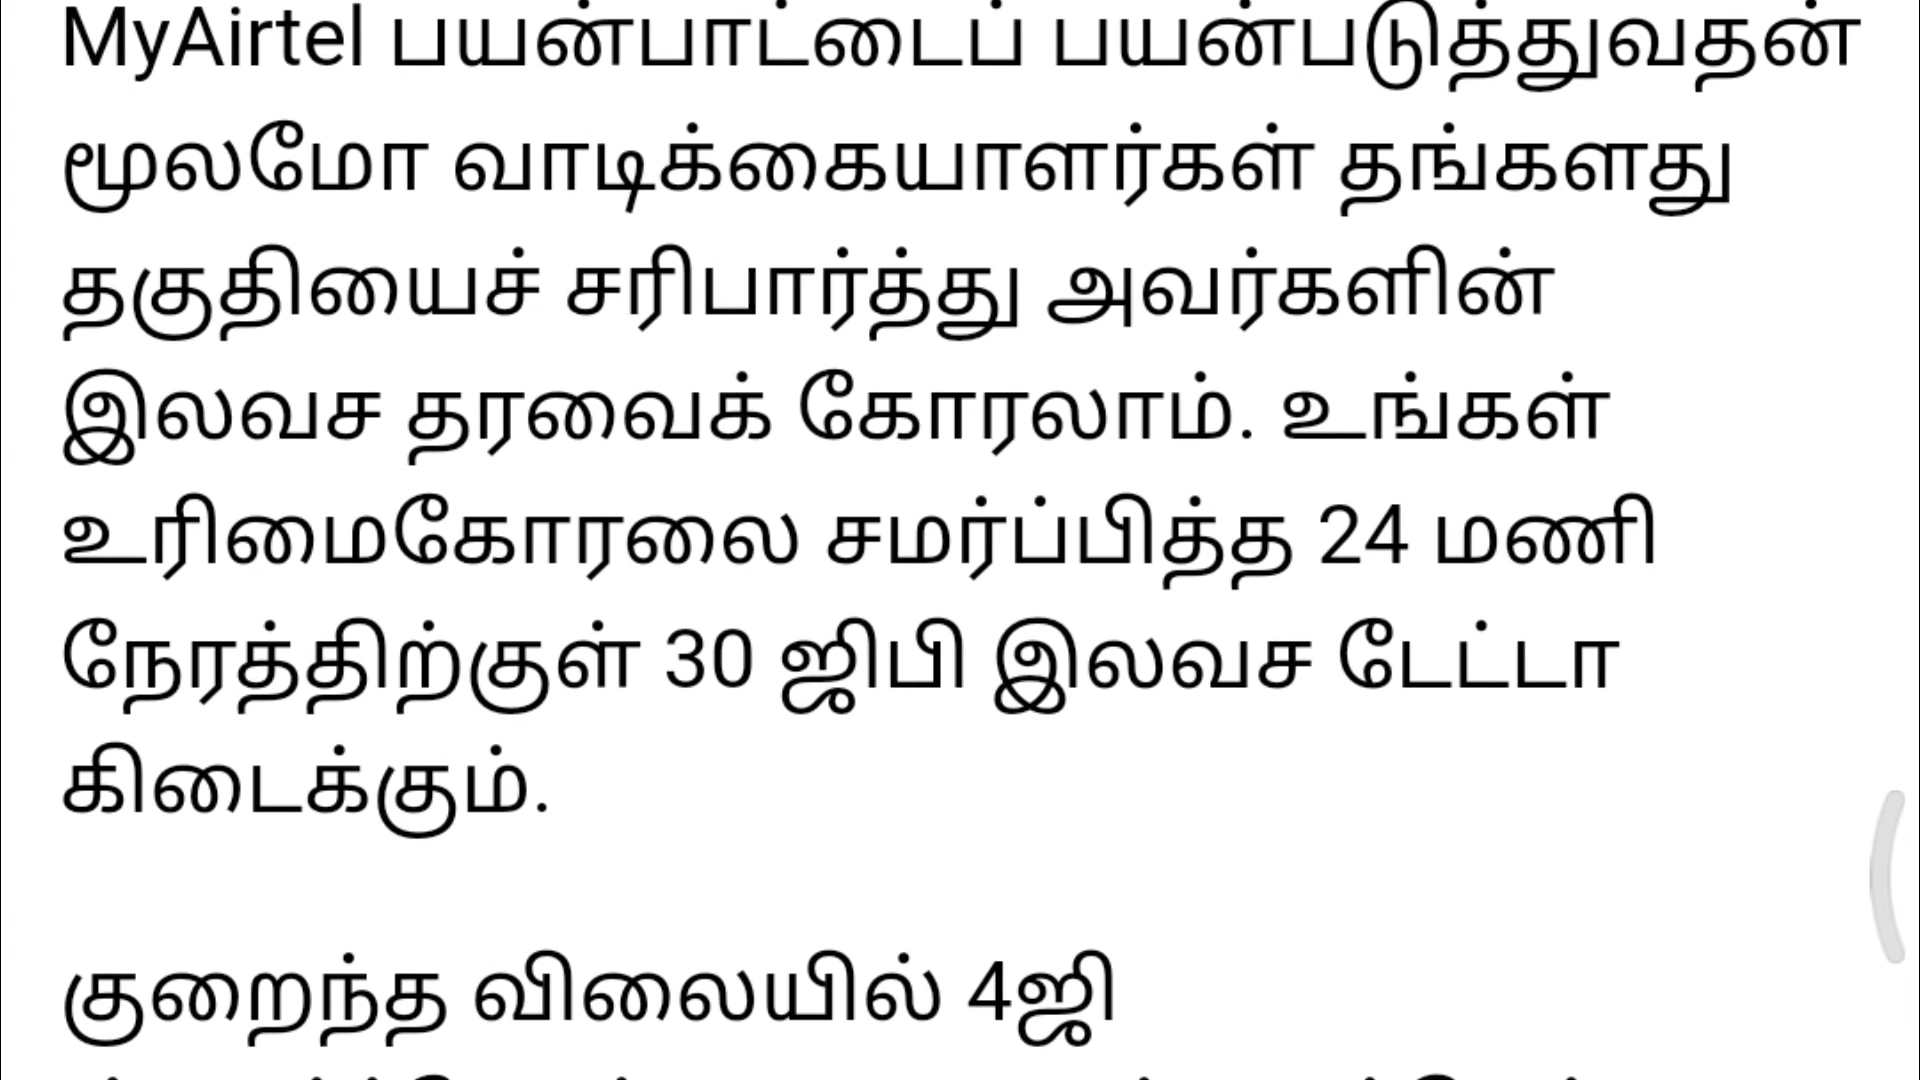 MyAirtel பயன்பாட்டைப் பயன்படுத்துவதன்
மூலமோ வாடிக்கையாளர்கள் தங்களது
தகுதியைச் சரிபார்த்து அவர்களின்
இலவச தரவைக் கோரலாம். உங்கள்
உரிமைகோரலை சமர்ப்பித்த 24 மணி
நேரத்திற்குள் 30 ஜிபி இலவச டேட்டா
கிடைக்கும்.
குறைந்த விலையில் 4ஜி